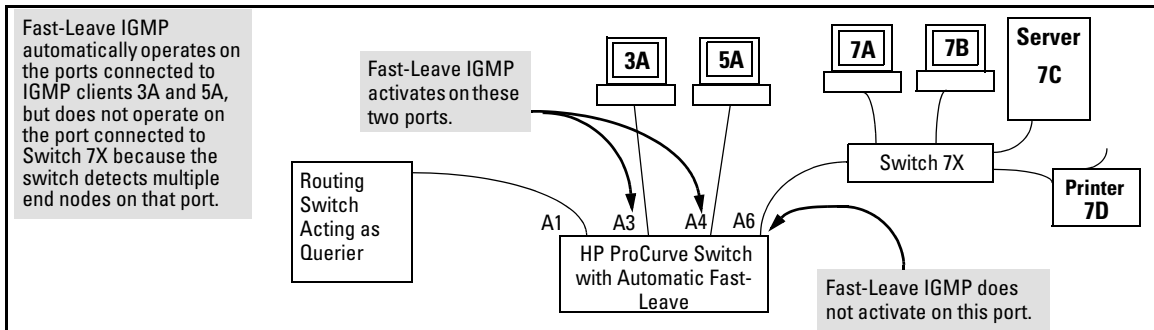 Fast-Leave IGMP
automatically operates on
the ports connected to
IGMP clients 3A and 5A,
but does not operate on
the port connected to
Switch 7X because the
switch detects multiple
end nodes on that port.
Fast-Leave IGMP
activates on these
two ports.
3A
5A
7A
7B
Server
7C
Switch 7X
Printer
7D
Routing
Switch
Acting as
Querier
A1
A3
A4
A6
HP ProCurve Switch
with Automatic Fast-
Leave
Fast-Leave IGMP does
not activate on this port.